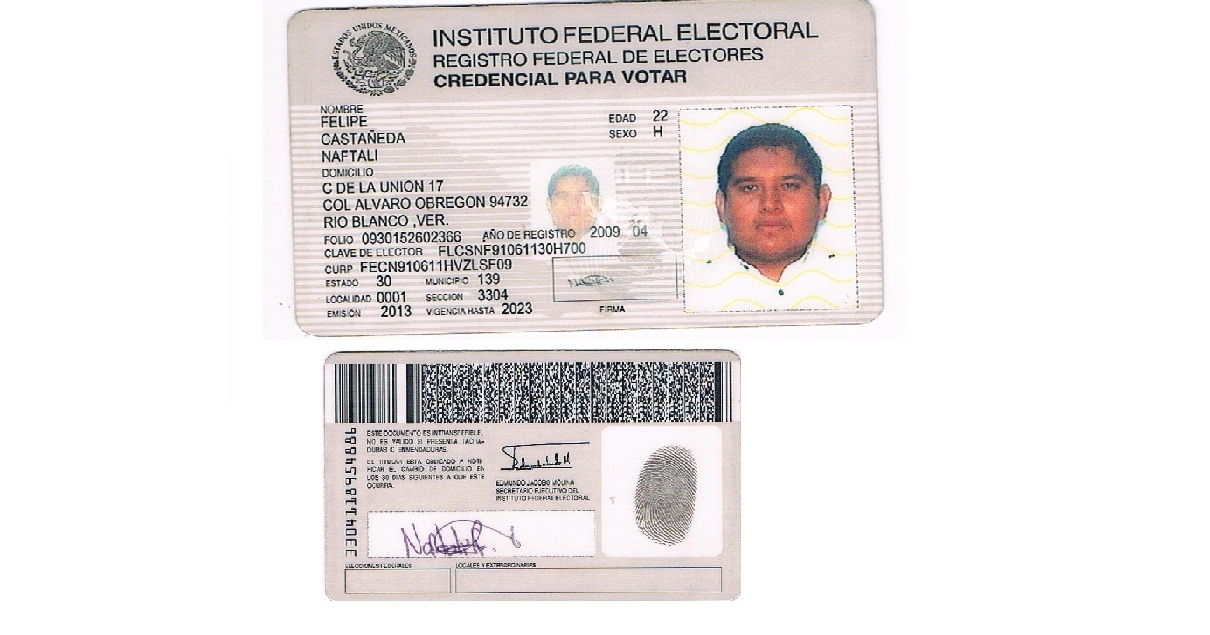 ESTADOS UNIDOS MEXICANOS
INSTITUTO FEDERAL ELECTORAL
REGISTRO FEDERAL DE ELECTORES
CREDENCIAL PARA VOTAR
NOMBRE
FELIPE
CASTAÑEDA
NAFTALI
EDAD 22
SEXO H
DOMICILIO
C DE LA UNION 17
COL ALVARO OBREGON 94732
RIO BLANCO ,VER.
FOLIO 0930152602366 AÑO DE REGISTRO 2009 04
CLAVE DE ELECTOR FLCSNF91061130H700
CURP FECN910611HVZLSF09
ESTADO 30 MUNICIPIO 139
LOCALIDAD 0001 SECCION 3304
EMISIÓN 2013 VIGENCIA HASTA 2023
FIRMA
ESTE DOCUMENTO ES INTRANSFERIBLE,
NO ES VALIDO SI PRESENTA TACHA-
DURAS O ENMENDADURAS.
EL TITULAR ESTA OBLIGADO A NOTI-
FICAR EL CAMBIO DE DOMICILIO EN
LOS 30 DIAS SIGUIENTES A QUE ESTE
OCURRA.
EDMUNDO JACOBO MOLINA
SECRETARIO EJECUTIVO DEL
INSTITUTO FEDERAL ELECTORAL
ELECCIONES FEDERALES
LOCALES Y EXTRAORDINARIAS